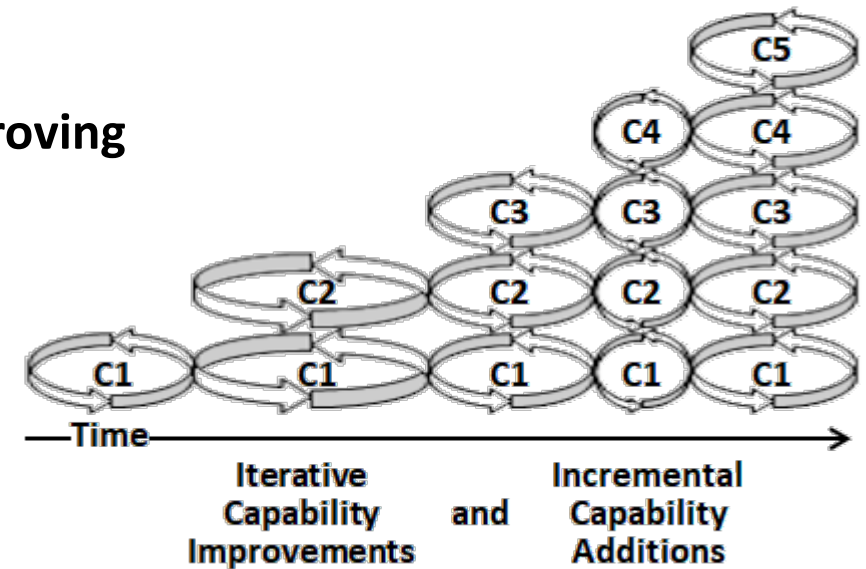 C5
roving
C4 C4
C3 C3 C3
C2 C2 C2 C2
C1 C1 C1 C1 C1
Time
Iterative Incremental
Capability and Capability
Improvements Additions